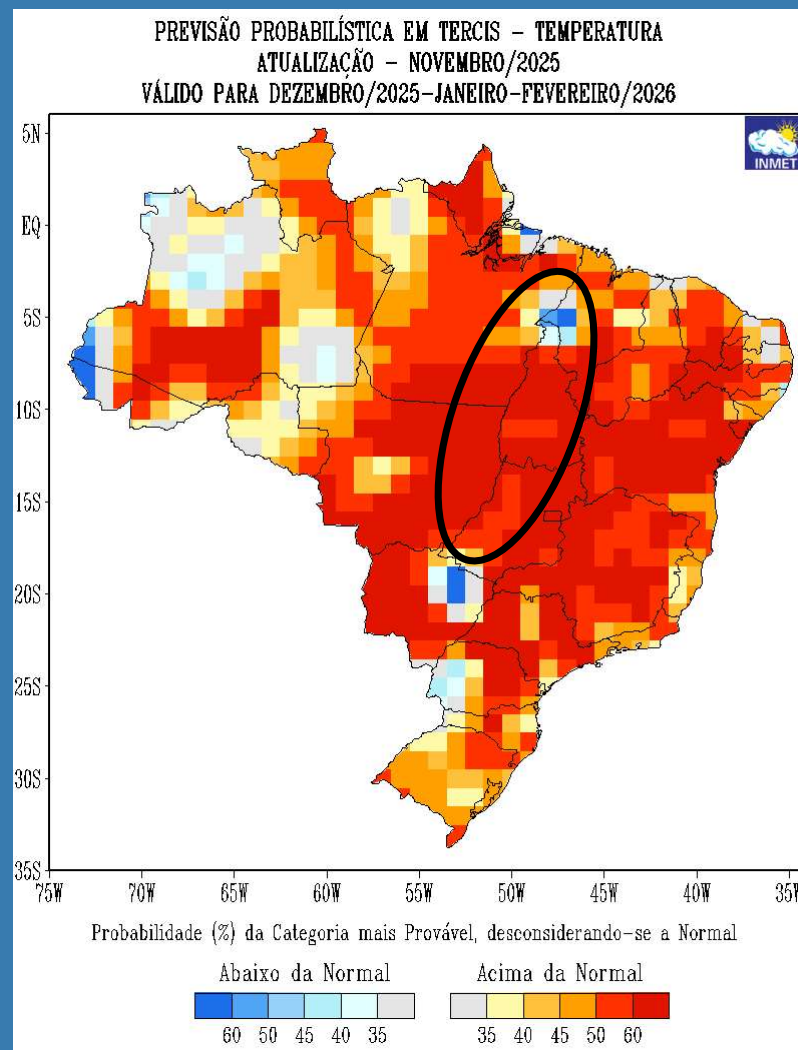 PREVISÃO PROBABILÍSTICA EM TERCIS - TEMPERATURA
ATUALIZAÇÃO - NOVEMBRO/2025
VÁLIDO PARA DEZEMBRO/2025-JANEIRO-FEVEREIRO/2026
INMET
5N
EQ
5S
10S
15S
20S
25S
30S
35S
75W 70W 65W 60W 55W 50W 45W 40W 35W
Probabilidade (%) da Categoria mais Provável, desconsiderando-se a Normal
Abaixo da Normal Acima da Normal
60 50 45 40 35 35 40 45 50 60